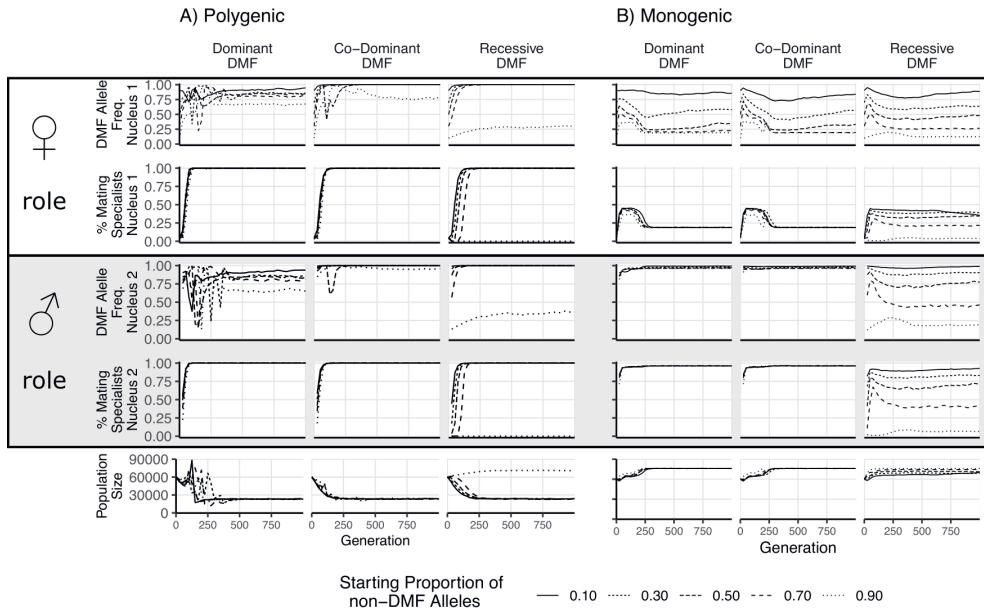 A) Polygenic
B) Monogenic
Dominant DMF
Co−Dominant DMF
Recessive DMF
Dominant DMF
Co−Dominant DMF
Recessive DMF
♀
role
DMF Allele
Freq.
Nucleus 1
1.00
0.75
0.50
0.25
0.00
% Mating
Specialists
Nucleus 1
1.00
0.75
0.50
0.25
0.00
♂
role
DMF Allele
Freq.
Nucleus 2
1.00
0.75
0.50
0.25
0.00
% Mating
Specialists
Nucleus 2
1.00
0.75
0.50
0.25
0.00
Population
Size
90000
60000
30000
0
0 250 500 750 0 250 500 750 0 250 500 750
0 250 500 750 0 250 500 750 0 250 500 750
Generation
Generation
Starting Proportion of
non−DMF Alleles
0.10 0.30 0.50 0.70 0.90